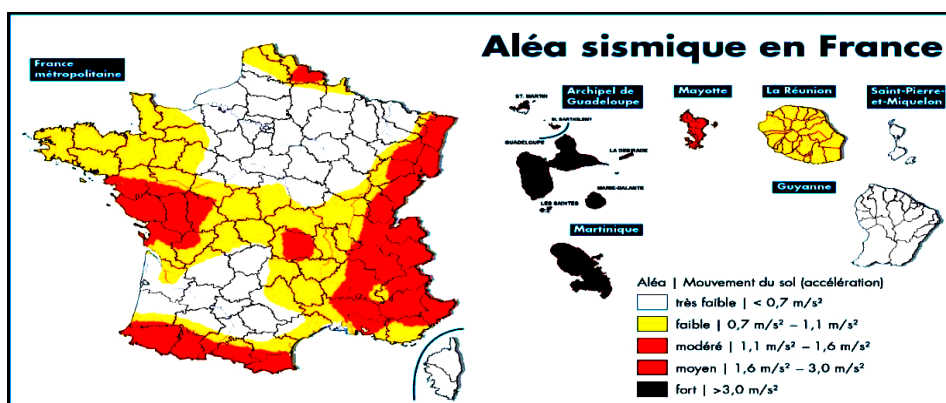 Aléa sismique en France
France
métropolitaine
Archipel de
Guadeloupe
Mayotte
La Réunion
Saint-Pierre-
et-Miquelon
ST. MARTIN
St. BARTHELEMY
GUADELOUPE
LA DESIRADE
MARIE-GALANTE
LES SAINTES
Guyanne
Martinique
Aléa | Mouvement du sol (accélération)
très faible | < 0,7 m/s²
faible | 0,7 m/s² – 1,1 m/s²
modéré | 1,1 m/s² – 1,6 m/s²
moyen | 1,6 m/s² – 3,0 m/s²
fort | >3,0 m/s²